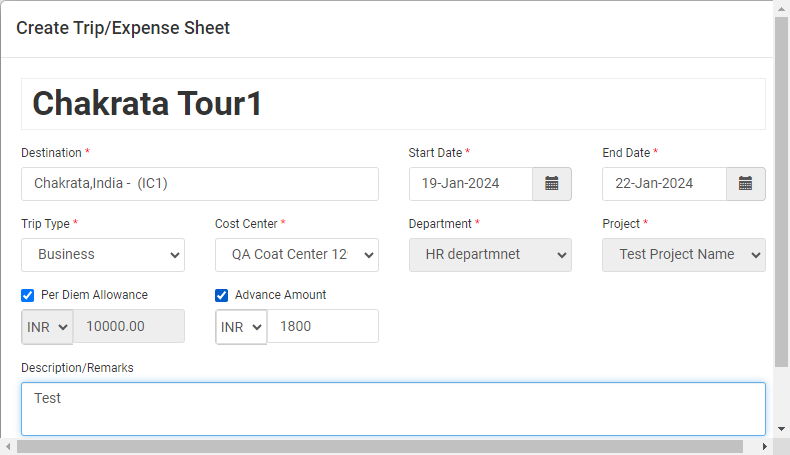 Create Trip/Expense Sheet
Chakrata Tour1
Destination * Start Date * End Date *
Chakrata,India - (IC1) 19-Jan-2024 22-Jan-2024
Trip Type * Cost Center * Department * Project *
Business QA Coat Center 12 HR departmnet Test Project Name
Per Diem Allowance Advance Amount
INR 10000.00 INR 1800
Description/Remarks
Test